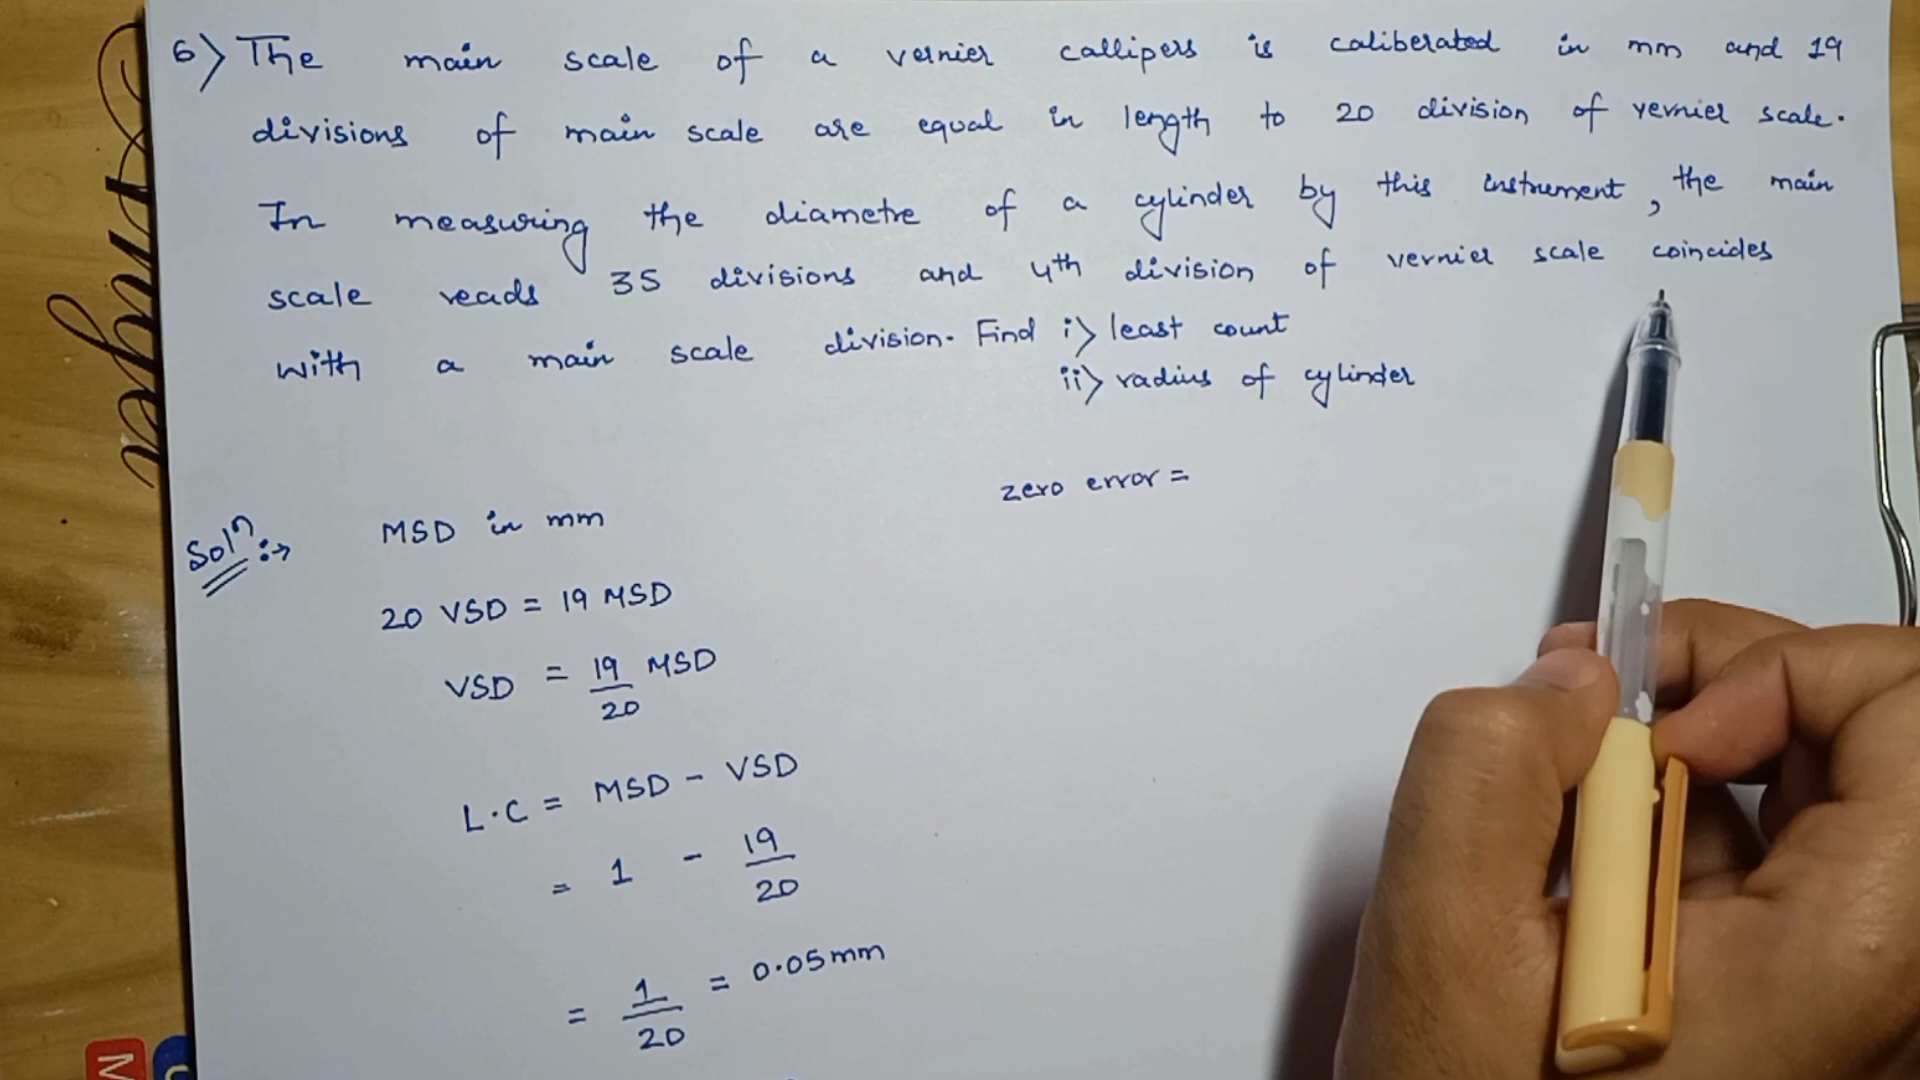 6) The main scale of a vernier callipers is caliberated in mm and 19
divisions of main scale are equal in length to 20 division of vernier scale.
In measuring the diametre of a cylinder by this instrument, the main
scale reads 35 divisions and 4th division of vernier scale coincides
with a main scale division. Find i) least count
ii) radius of cylinder
zero error =
Solⁿ :→ MSD in mm
20 VSD = 19 MSD
VSD = 19/20 MSD
L.C = MSD - VSD
= 1 - 19/20
= 1/20 = 0.05mm
M